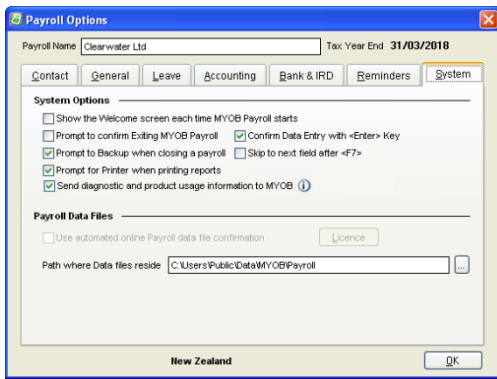 Payroll Options
Payroll Name Clearwater Ltd Tax Year End 31/03/2018
Contact General Leave Accounting Bank & IRD Reminders System
System Options
Show the Welcome screen each time MYOB Payroll starts
Prompt to confirm Exiting MYOB Payroll Confirm Data Entry with <Enter> Key
Prompt to Backup when closing a payroll Skip to next field after <F7>
Prompt for Printer when printing reports
Send diagnostic and product usage information to MYOB
Payroll Data Files
Use automated online Payroll data file confirmation Licence
Path where Data files reside C:\Users\Public\Data\MYOB\Payroll ...
New Zealand OK